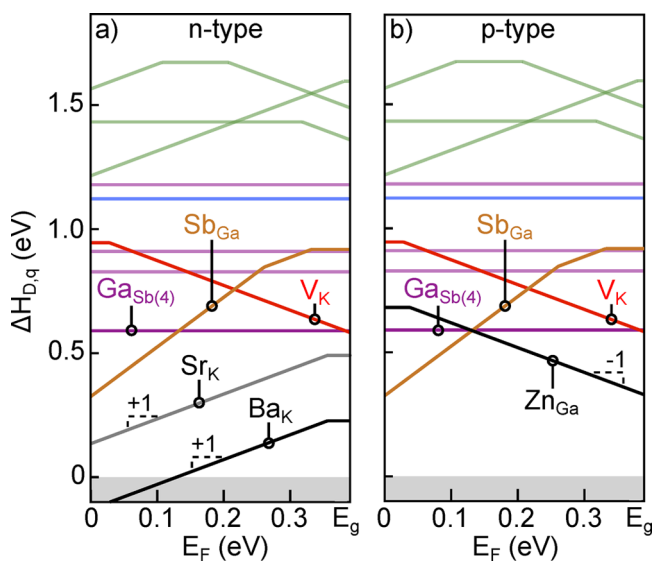 a) n-type
b) p-type
ΔH_D,q (eV)
1.5
1.0
0.5
0
Sb_Ga
Ga_Sb(4)
V_K
Sr_K
+1
Ba_K
+1
0 0.1 0.2 0.3 E_g
E_F (eV)
Sb_Ga
Ga_Sb(4)
V_K
-1
Zn_Ga
0 0.1 0.2 0.3 E_g
E_F (eV)